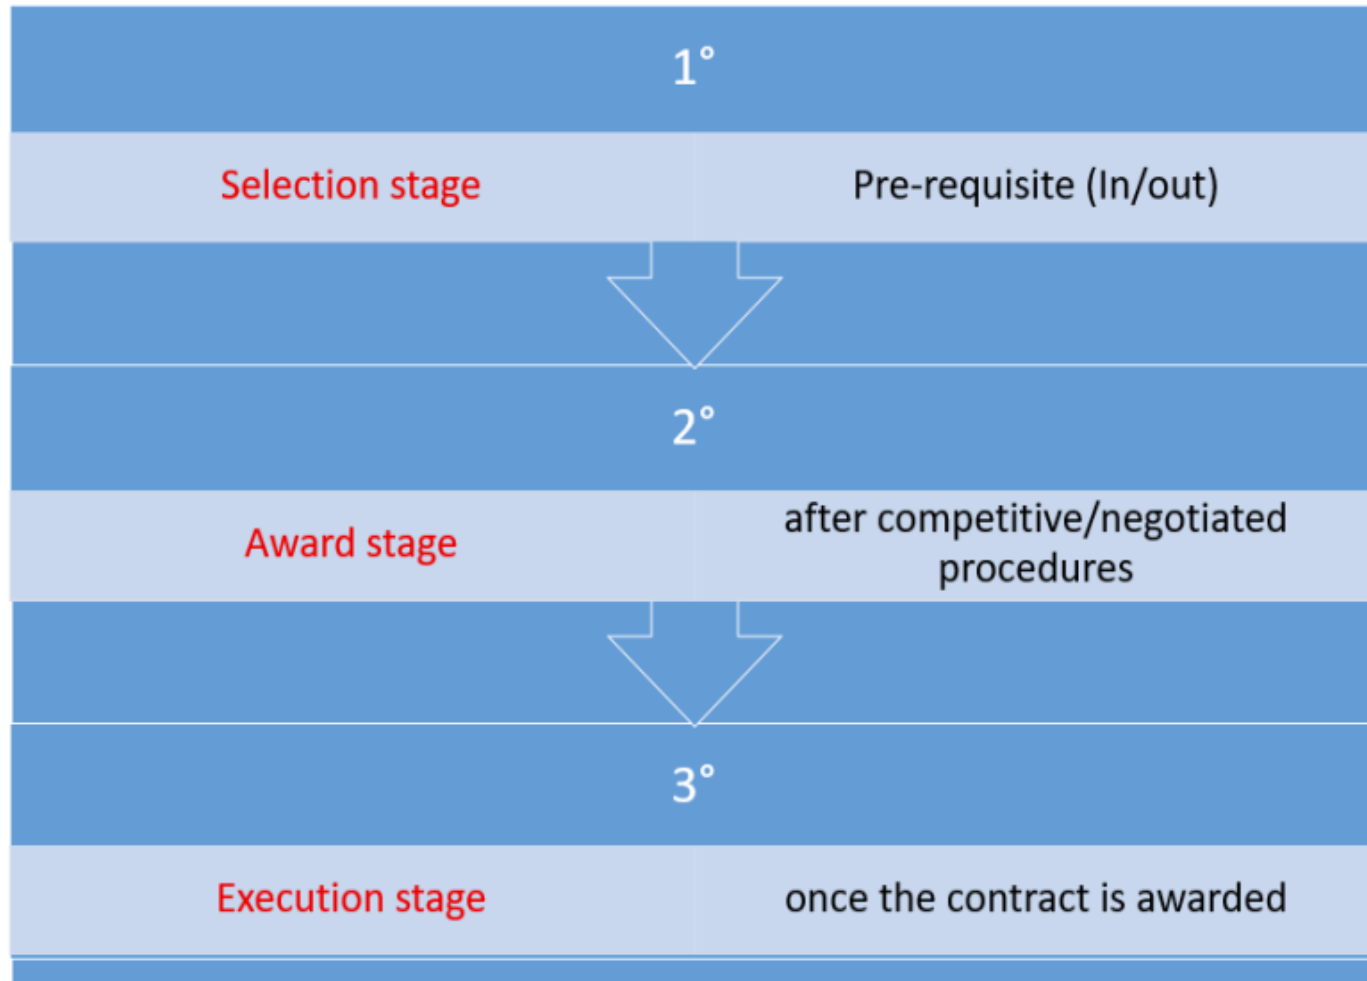 1°
Selection stage
Pre-requisite (In/out)
2°
Award stage
after competitive/negotiated
procedures
3°
Execution stage
once the contract is awarded